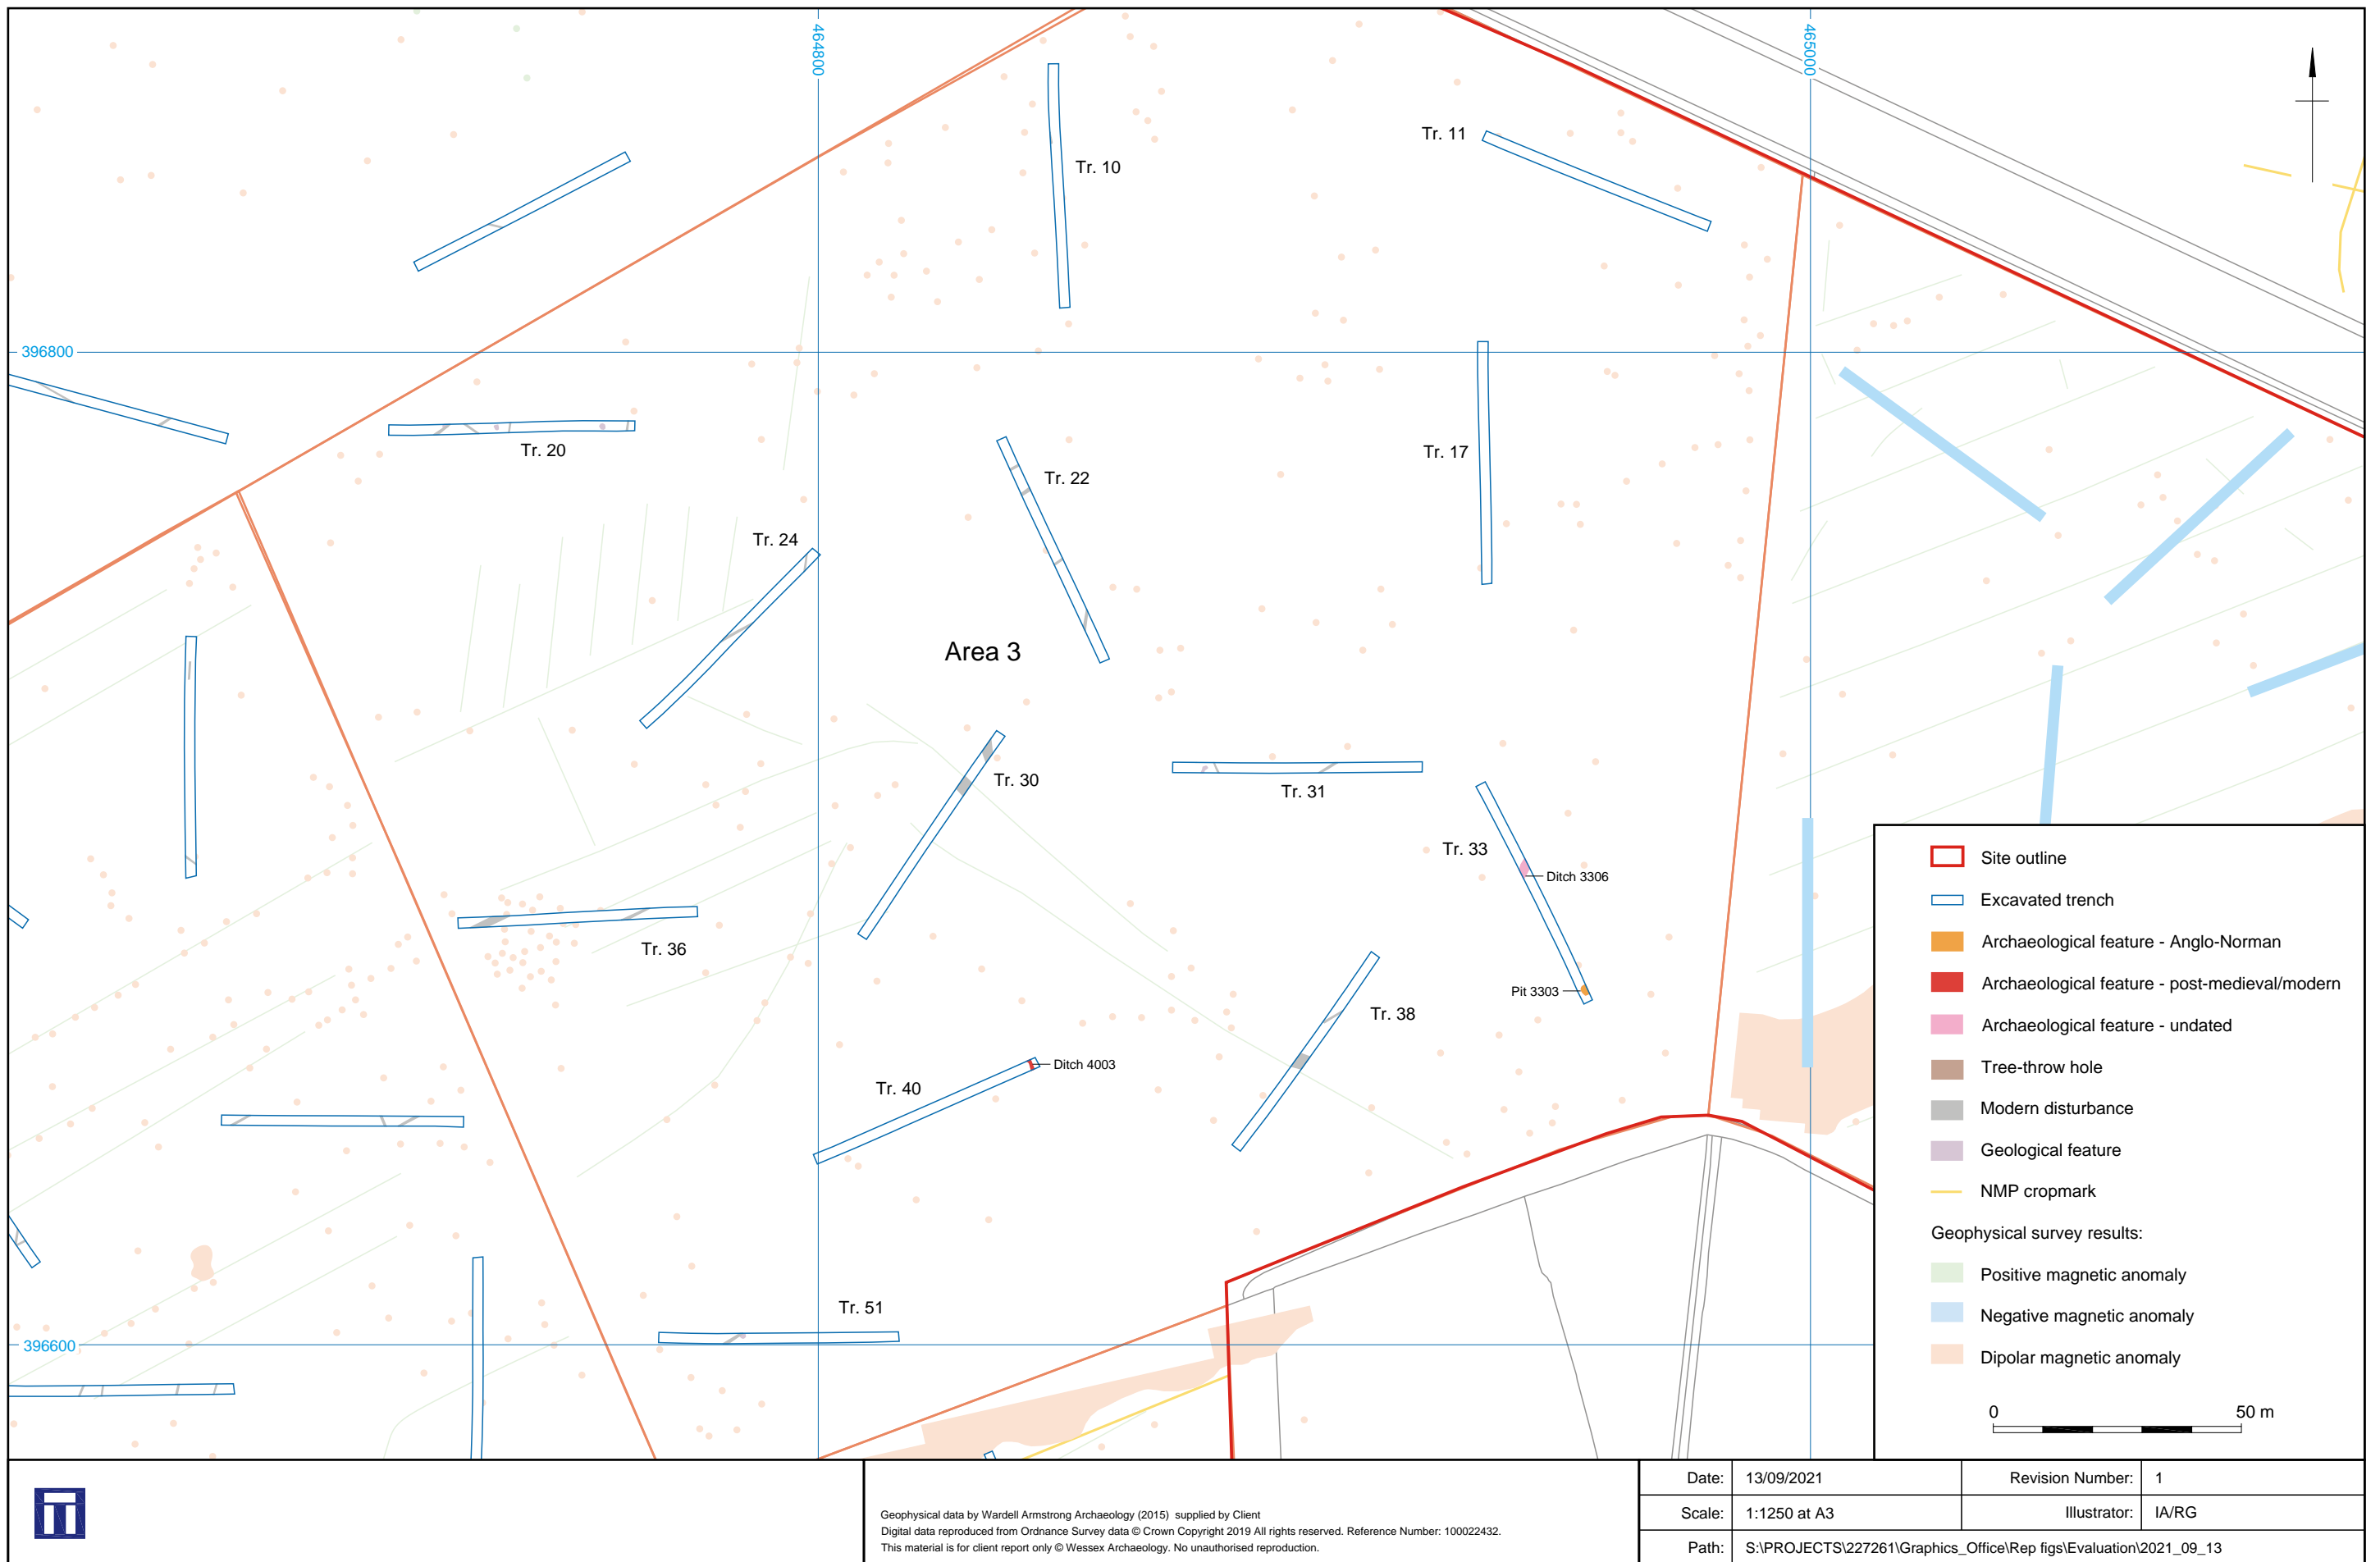 464800
465000
Tr. 11
Tr. 10
396800
Tr. 20
Tr. 22
Tr. 17
Tr. 24
Area 3
Tr. 30
Tr. 31
Tr. 33
Ditch 3306
Tr. 36
Pit 3303
Tr. 38
Ditch 4003
Tr. 40
Tr. 51
396600
Site outline
Excavated trench
Archaeological feature - Anglo-Norman
Archaeological feature - post-medieval/modern
Archaeological feature - undated
Tree-throw hole
Modern disturbance
Geological feature
NMP cropmark
Geophysical survey results:
Positive magnetic anomaly
Negative magnetic anomaly
Dipolar magnetic anomaly
0 50 m
Geophysical data by Wardell Armstrong Archaeology (2015) supplied by Client
Digital data reproduced from Ordnance Survey data © Crown Copyright 2019 All rights reserved. Reference Number: 100022432.
This material is for client report only © Wessex Archaeology. No unauthorised reproduction.
Date: 13/09/2021 Revision Number: 1
Scale: 1:1250 at A3 Illustrator: IA/RG
Path: S:\PROJECTS\227261\Graphics_Office\Rep figs\Evaluation\2021_09_13